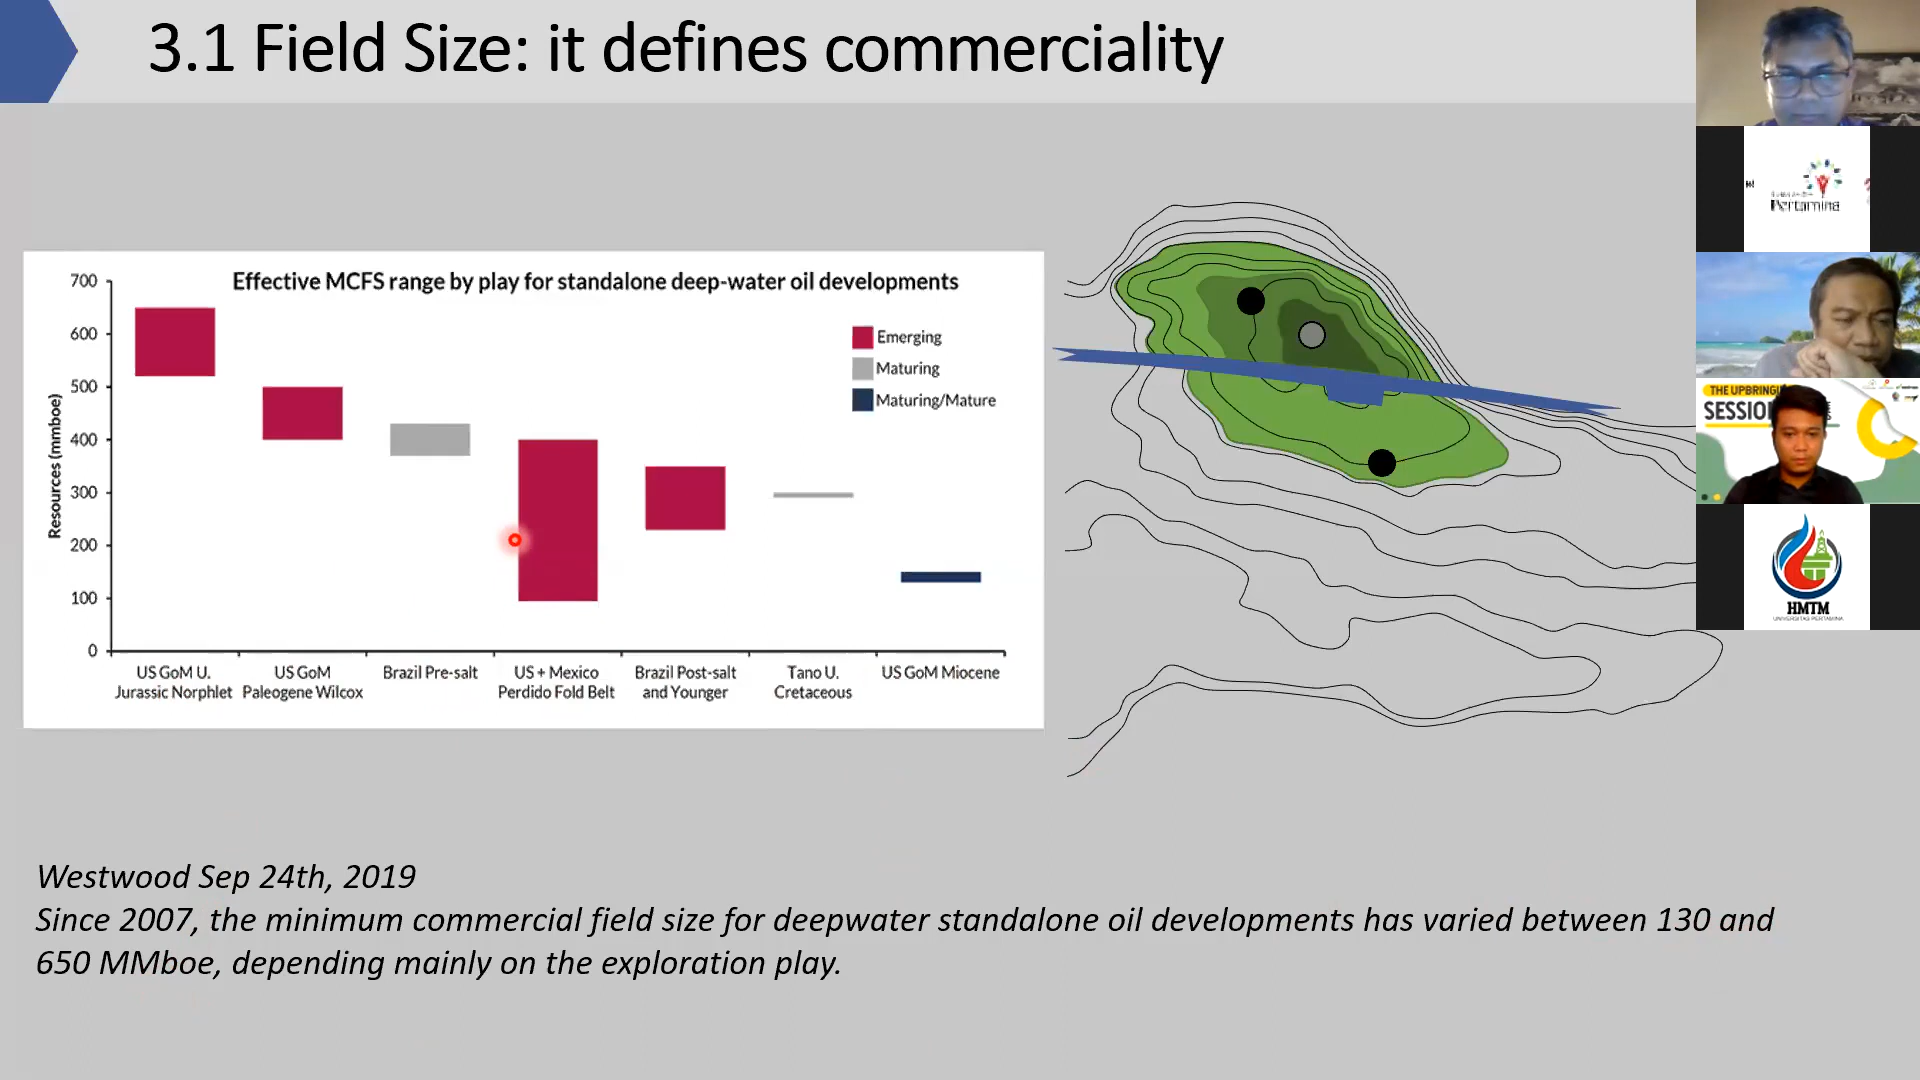 3.1 Field Size: it defines commerciality
Effective MCFS range by play for standalone deep-water oil developments
Resources (mmboe)
700
600
500
400
300
200
100
0
Emerging
Maturing
Maturing/Mature
US GoM U.
Jurassic Norphlet
US GoM
Paleogene Wilcox
Brazil Pre-salt
US + Mexico
Perdido Fold Belt
Brazil Post-salt
and Younger
Tano U.
Cretaceous
US GoM Miocene
Westwood Sep 24th, 2019
Since 2007, the minimum commercial field size for deepwater standalone oil developments has varied between 130 and
650 MMboe, depending mainly on the exploration play.
Pertamina
THE UPBRINGI
SESSIO
HMTM
UNIVERSITAS PERTAMINA